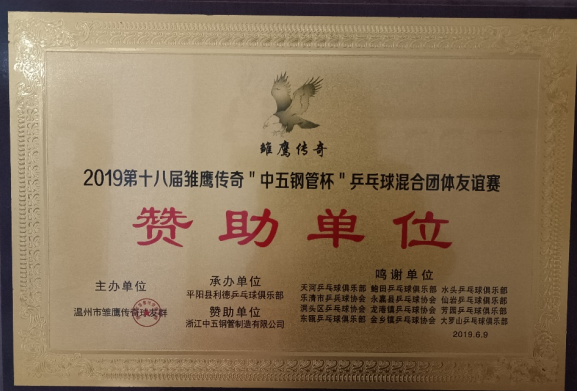 雏鹰传奇
2019第十八届雏鹰传奇"中五钢管杯"乒乓球混合团体友谊赛
赞助单位
主办单位
温州市雏鹰传奇球友群
承办单位
平阳县利德乒乓球俱乐部
赞助单位
浙江中五钢管制造有限公司
鸣谢单位
天河乒乓球俱乐部 鲍田乒乓球俱乐部 水头乒乓球俱乐部
乐清市乒乓球协会 永嘉县乒乓球协会 仙岩乒乓球俱乐部
洞头区乒乓球协会 龙港镇乒乓球协会 芳园乒乓球俱乐部
东瓯乒乓球俱乐部 金乡镇乒乓球协会 大罗山乒乓球俱乐部
2019.6.9